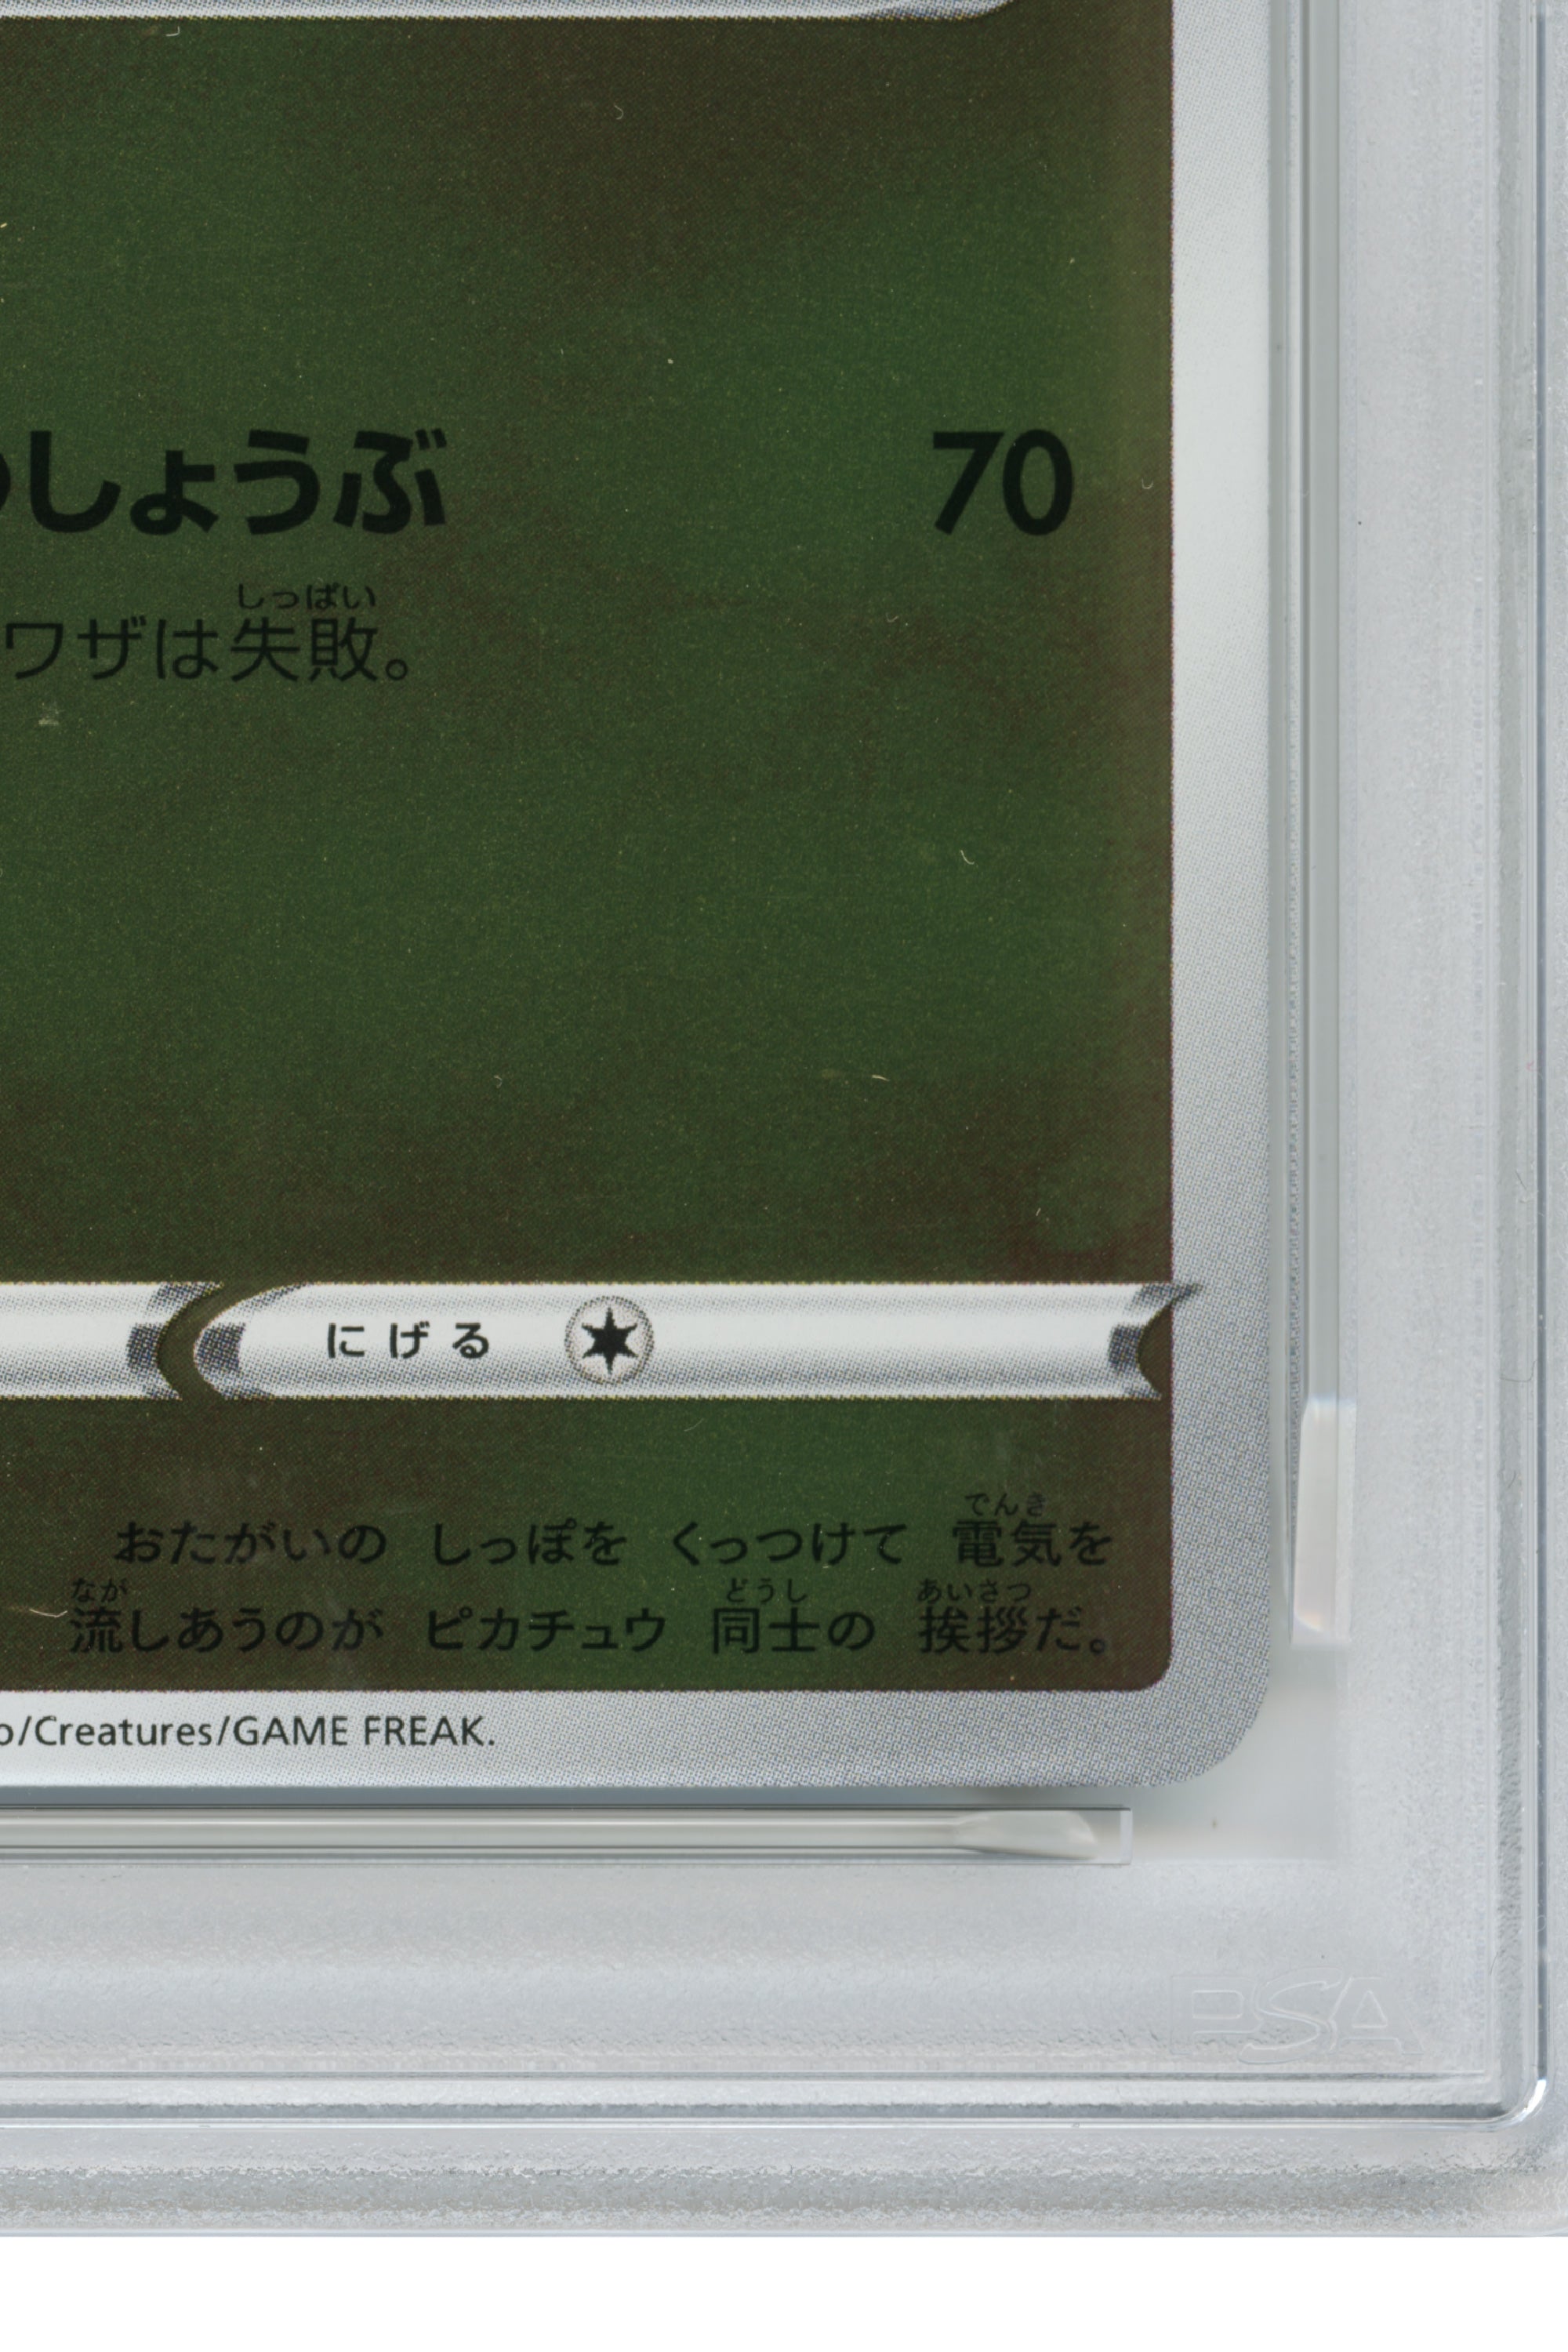 しょうぶ 70
しっぱい
ワザは失敗。
にげる
でんき
おたがいの しっぽを くっつけて 電気を
なが どうし あいさつ
流しあうのが ピカチュウ 同士の 挨拶だ。
/Creatures/GAME FREAK.
PSA